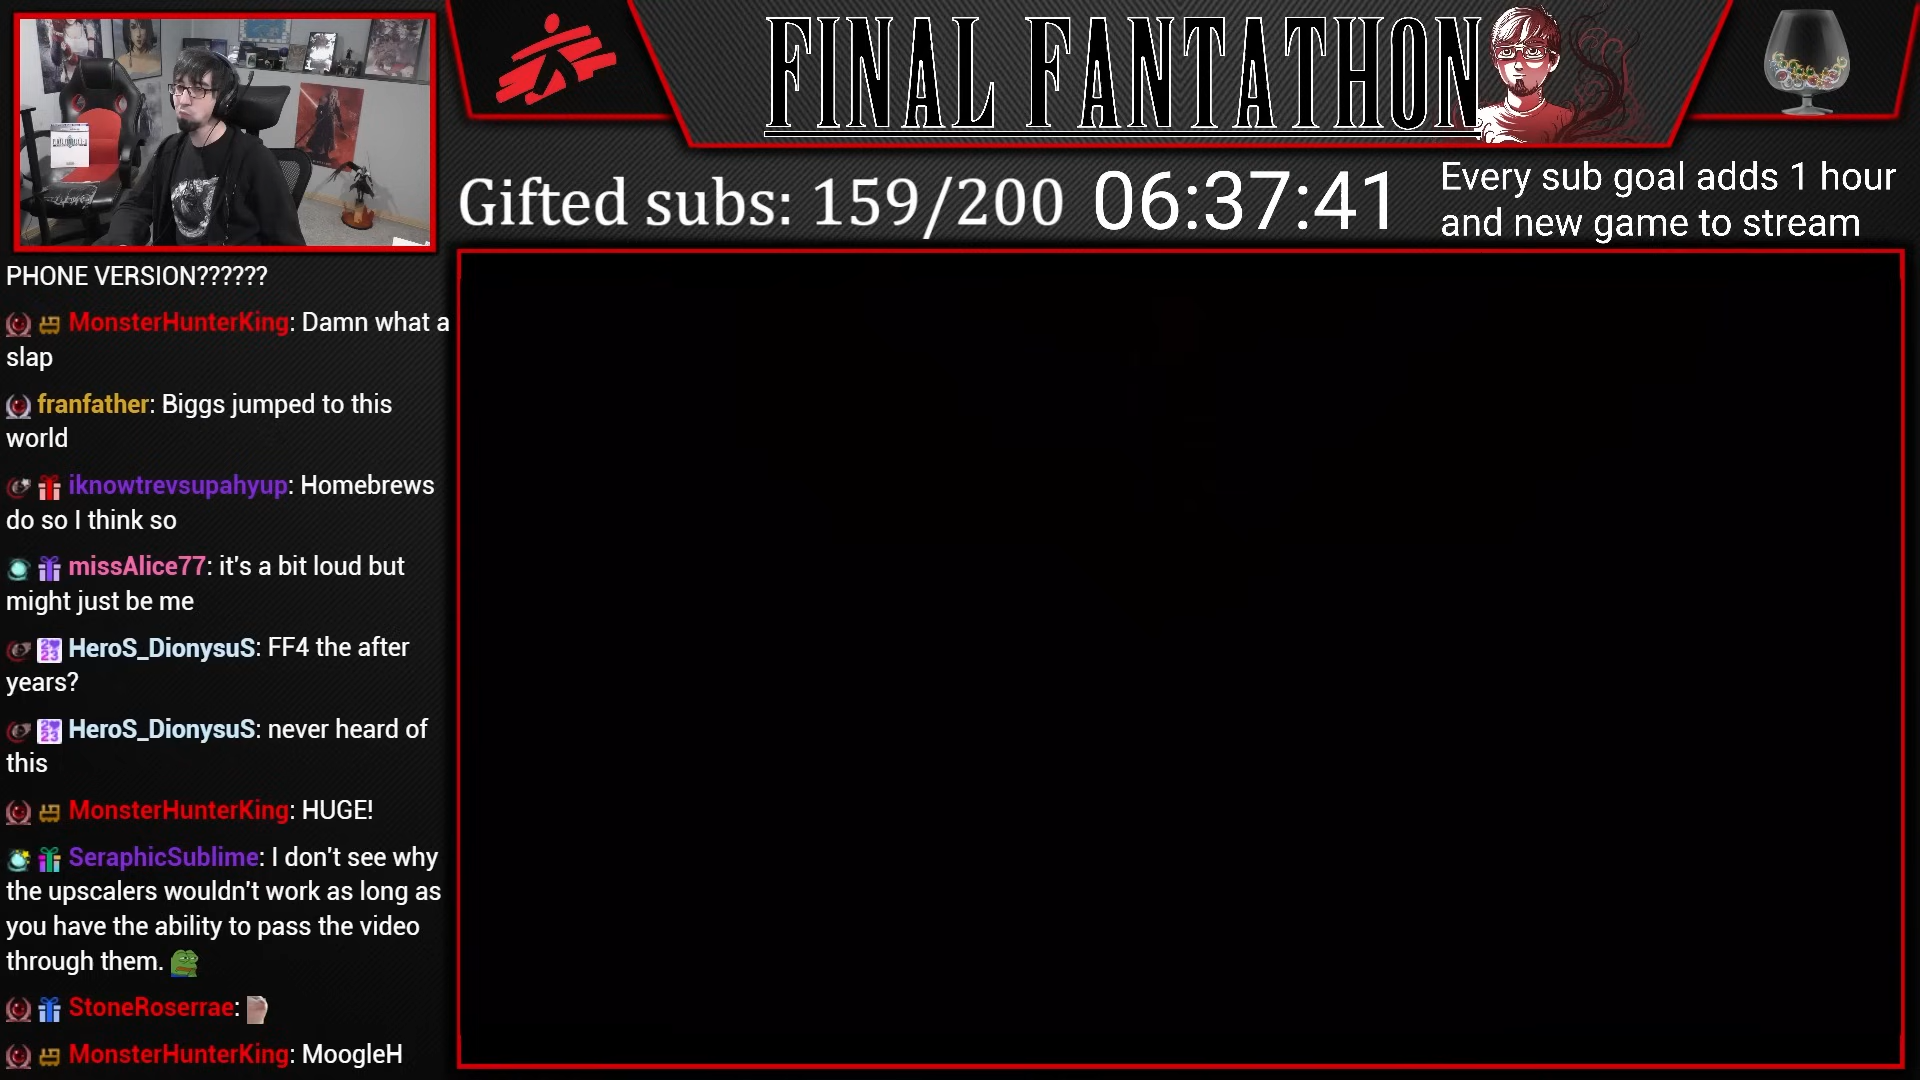 FINAL FANTATHON
Gifted subs: 159/200
06:37:41
Every sub goal adds 1 hour
and new game to stream
PHONE VERSION??????
MonsterHunterKing: Damn what a
slap
franfather: Biggs jumped to this
world
iknowtrevsupahyup: Homebrews
do so I think so
missAlice77: it's a bit loud but
might just be me
HeroS_DionysuS: FF4 the after
years?
HeroS_DionysuS: never heard of
this
MonsterHunterKing: HUGE!
SeraphicSublime: I don't see why
the upscalers wouldn't work as long as
you have the ability to pass the video
through them.
StoneRoserrae:
MonsterHunterKing: MoogleH